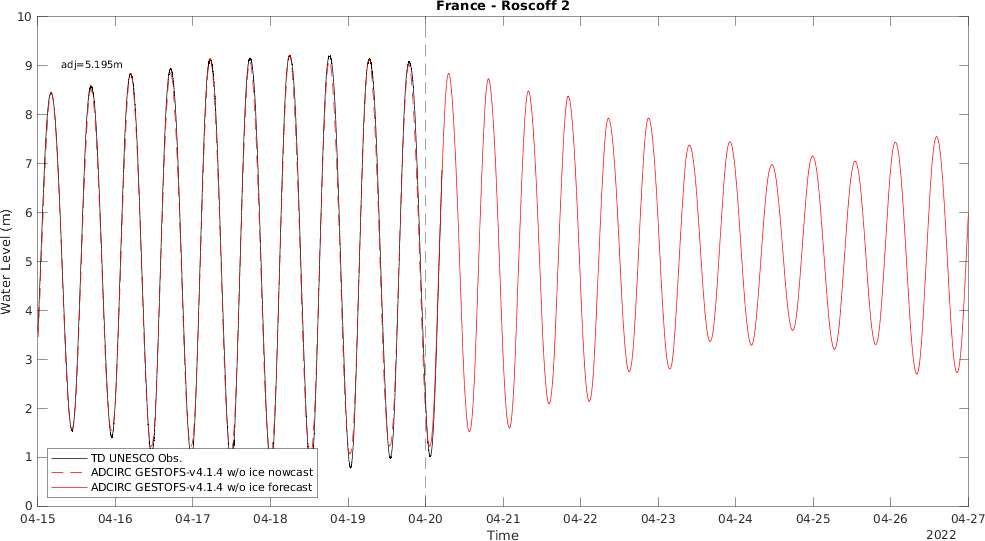 France - Roscoff 2
10
9
8
7
6
5
4
3
2
1
0
Water Level (m)
adj=5.195m
TD UNESCO Obs.
ADCIRC GESTOFS-v4.1.4 w/o ice nowcast
ADCIRC GESTOFS-v4.1.4 w/o ice forecast
04-15 04-16 04-17 04-18 04-19 04-20 04-21 04-22 04-23 04-24 04-25 04-26 04-27
Time
2022